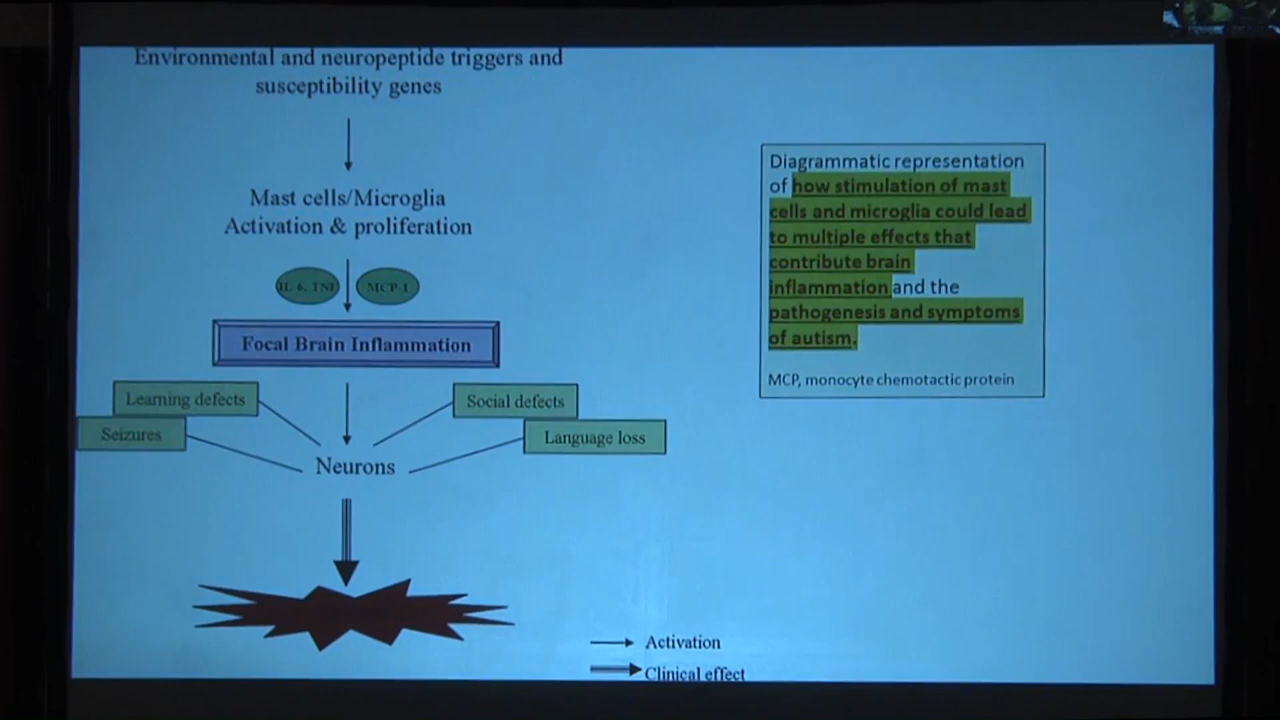 Environmental and neuropeptide triggers and
susceptibility genes
Mast cells/Microglia
Activation & proliferation
IL 6, TNF
MCP-1
Focal Brain Inflammation
Learning defects
Social defects
Seizures
Language loss
Neurons
Activation
Clinical effect
Diagrammatic representation
of how stimulation of mast
cells and microglia could lead
to multiple effects that
contribute brain
inflammation and the
pathogenesis and symptoms
of autism.
MCP, monocyte chemotactic protein